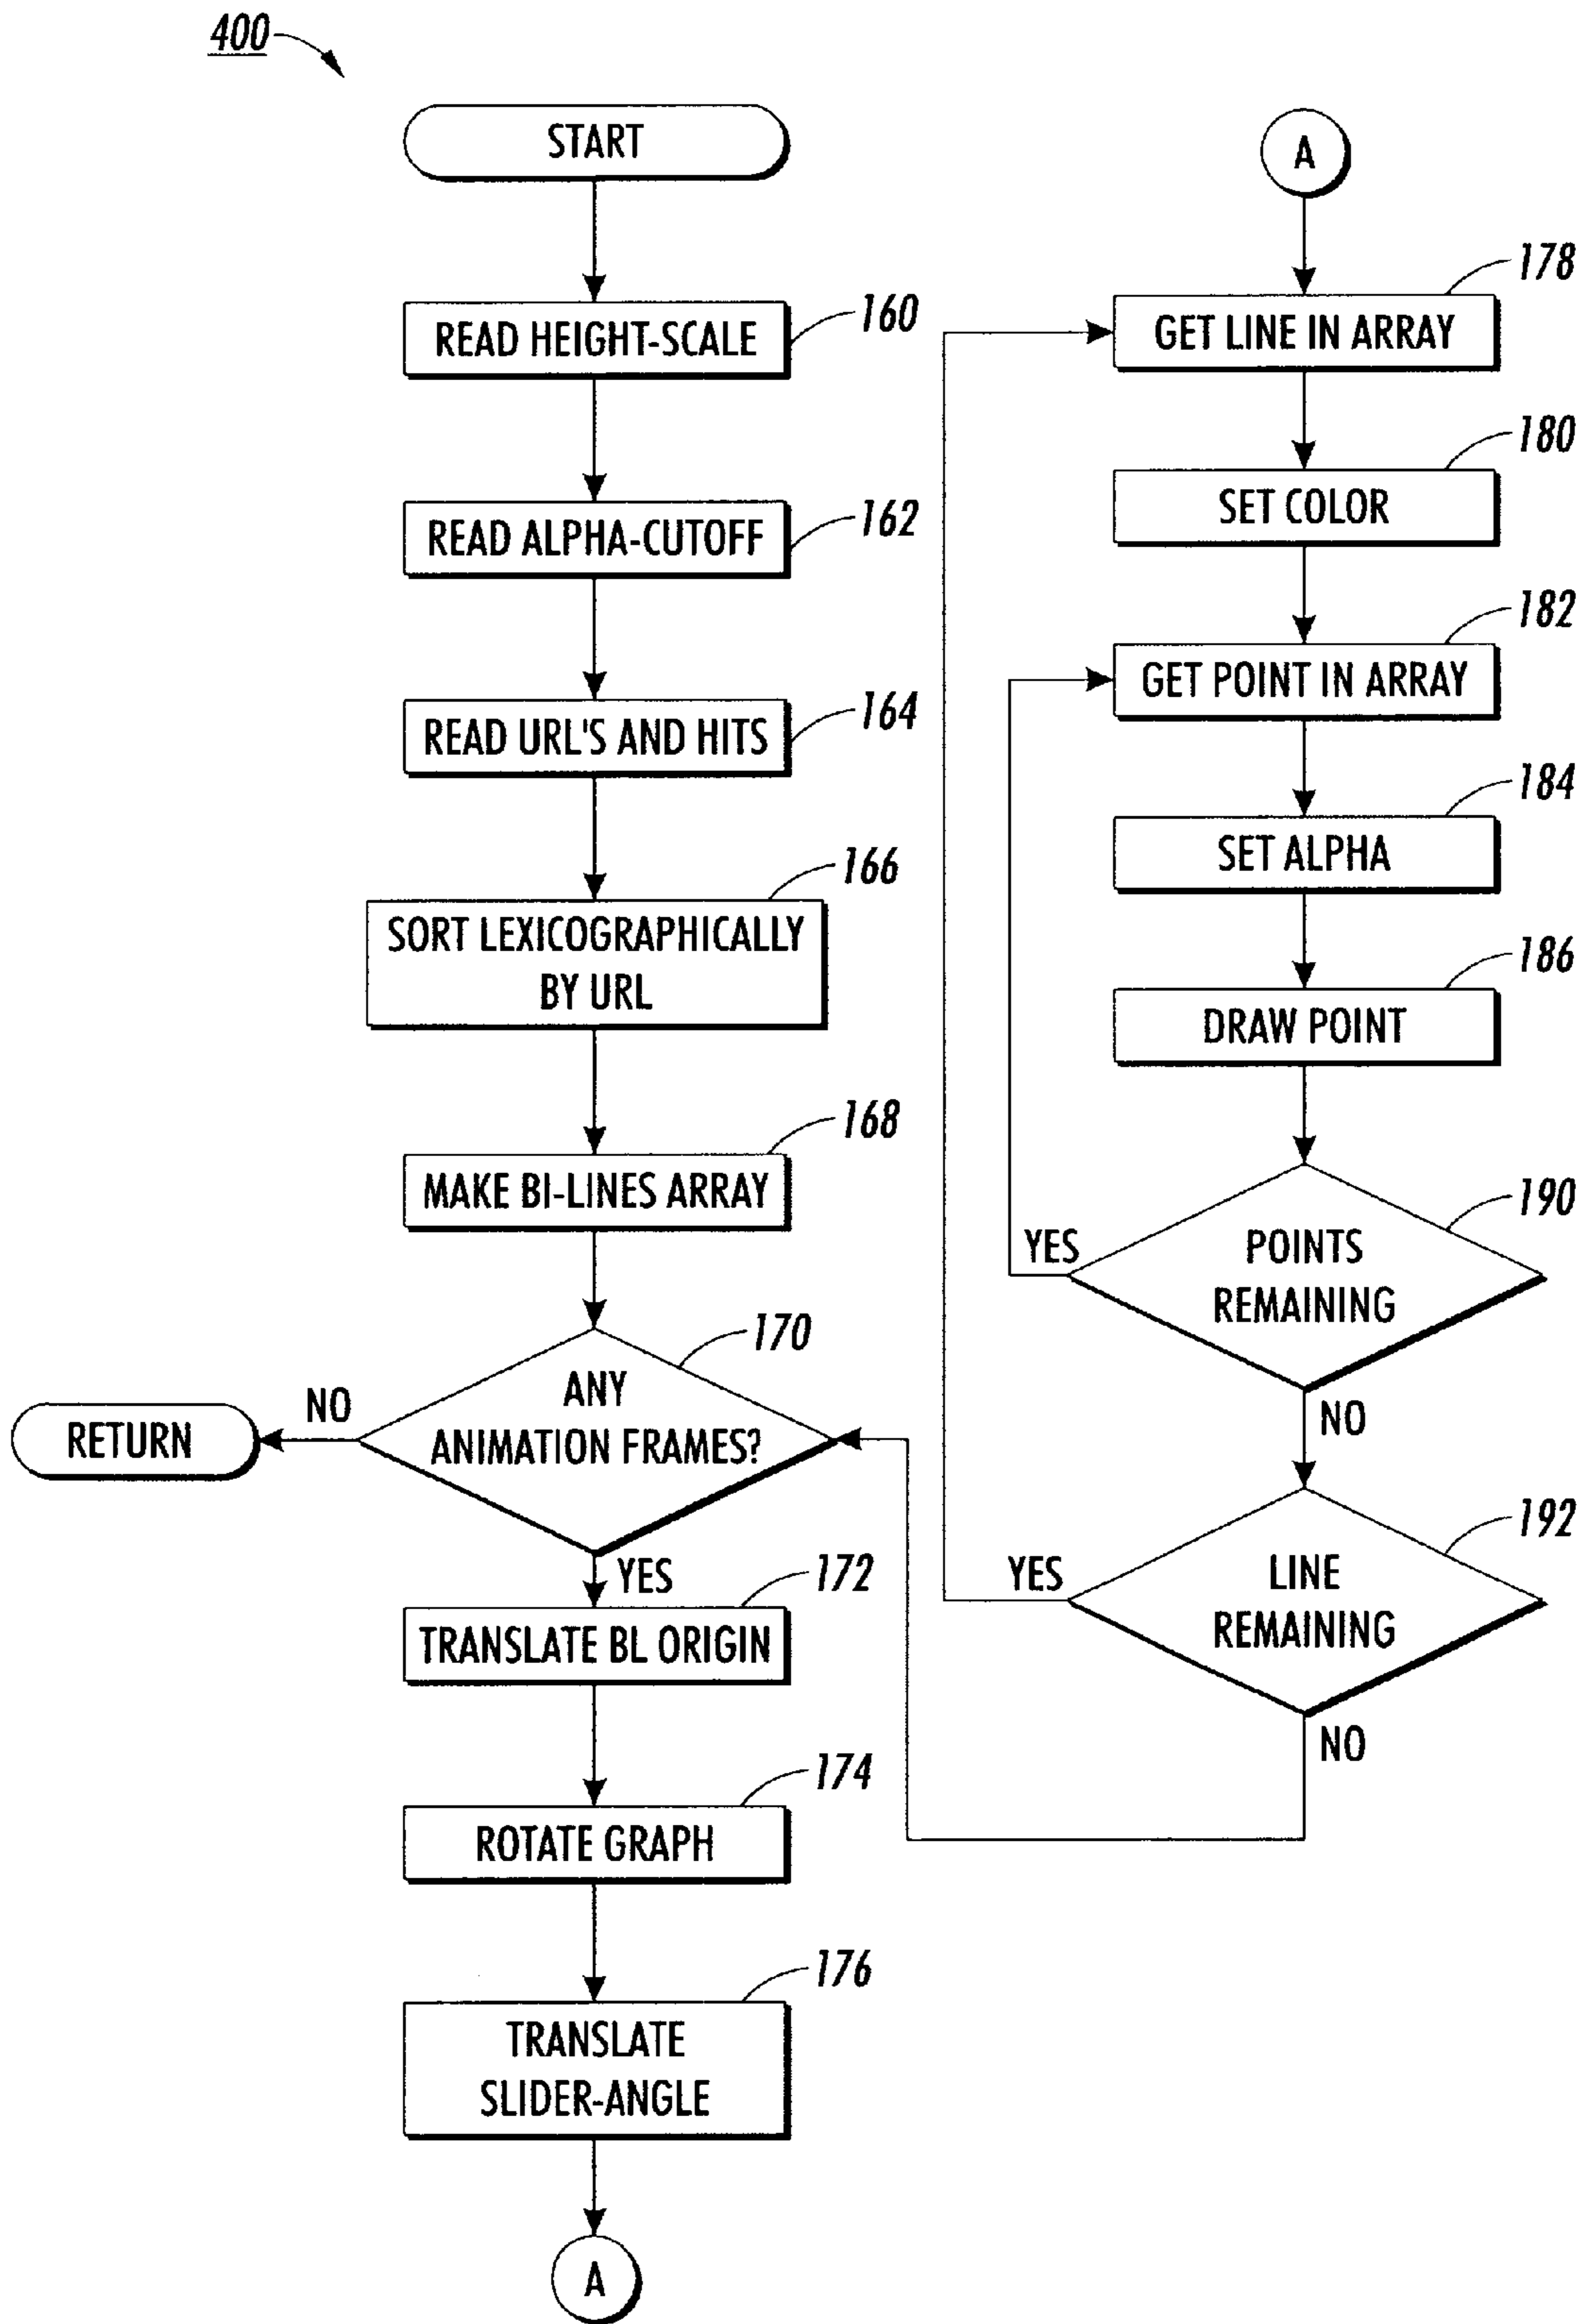 400
START
READ HEIGHT-SCALE
160
READ ALPHA-CUTOFF
162
READ URL'S AND HITS
164
166
SORT LEXICOGRAPHICALLY
BY URL
168
MAKE BI-LINES ARRAY
170
ANY
ANIMATION FRAMES?
NO
RETURN
YES
172
TRANSLATE BL ORIGIN
174
ROTATE GRAPH
176
TRANSLATE
SLIDER-ANGLE
A
A
178
GET LINE IN ARRAY
180
SET COLOR
182
GET POINT IN ARRAY
184
SET ALPHA
186
DRAW POINT
190
YES
POINTS
REMAINING
NO
192
YES
LINE
REMAINING
NO